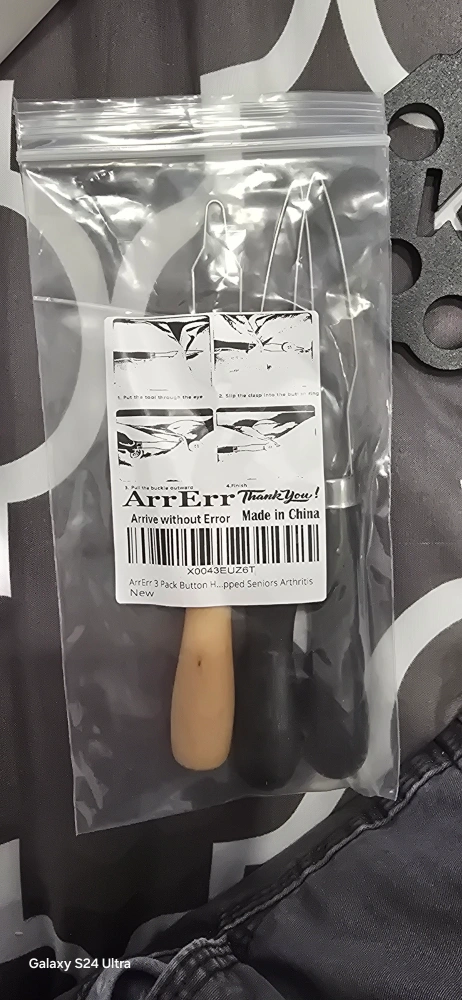 1. Put the tool through the eye
2. Slip the clasp into the button ring
3. Pull the buckle outward
4.Finish
ArrErr Thank You!
Arrive without Error Made in China
X0043EUZ6T
ArrErr 3 Pack Button H...pped Seniors Arthritis
New
Galaxy S24 Ultra